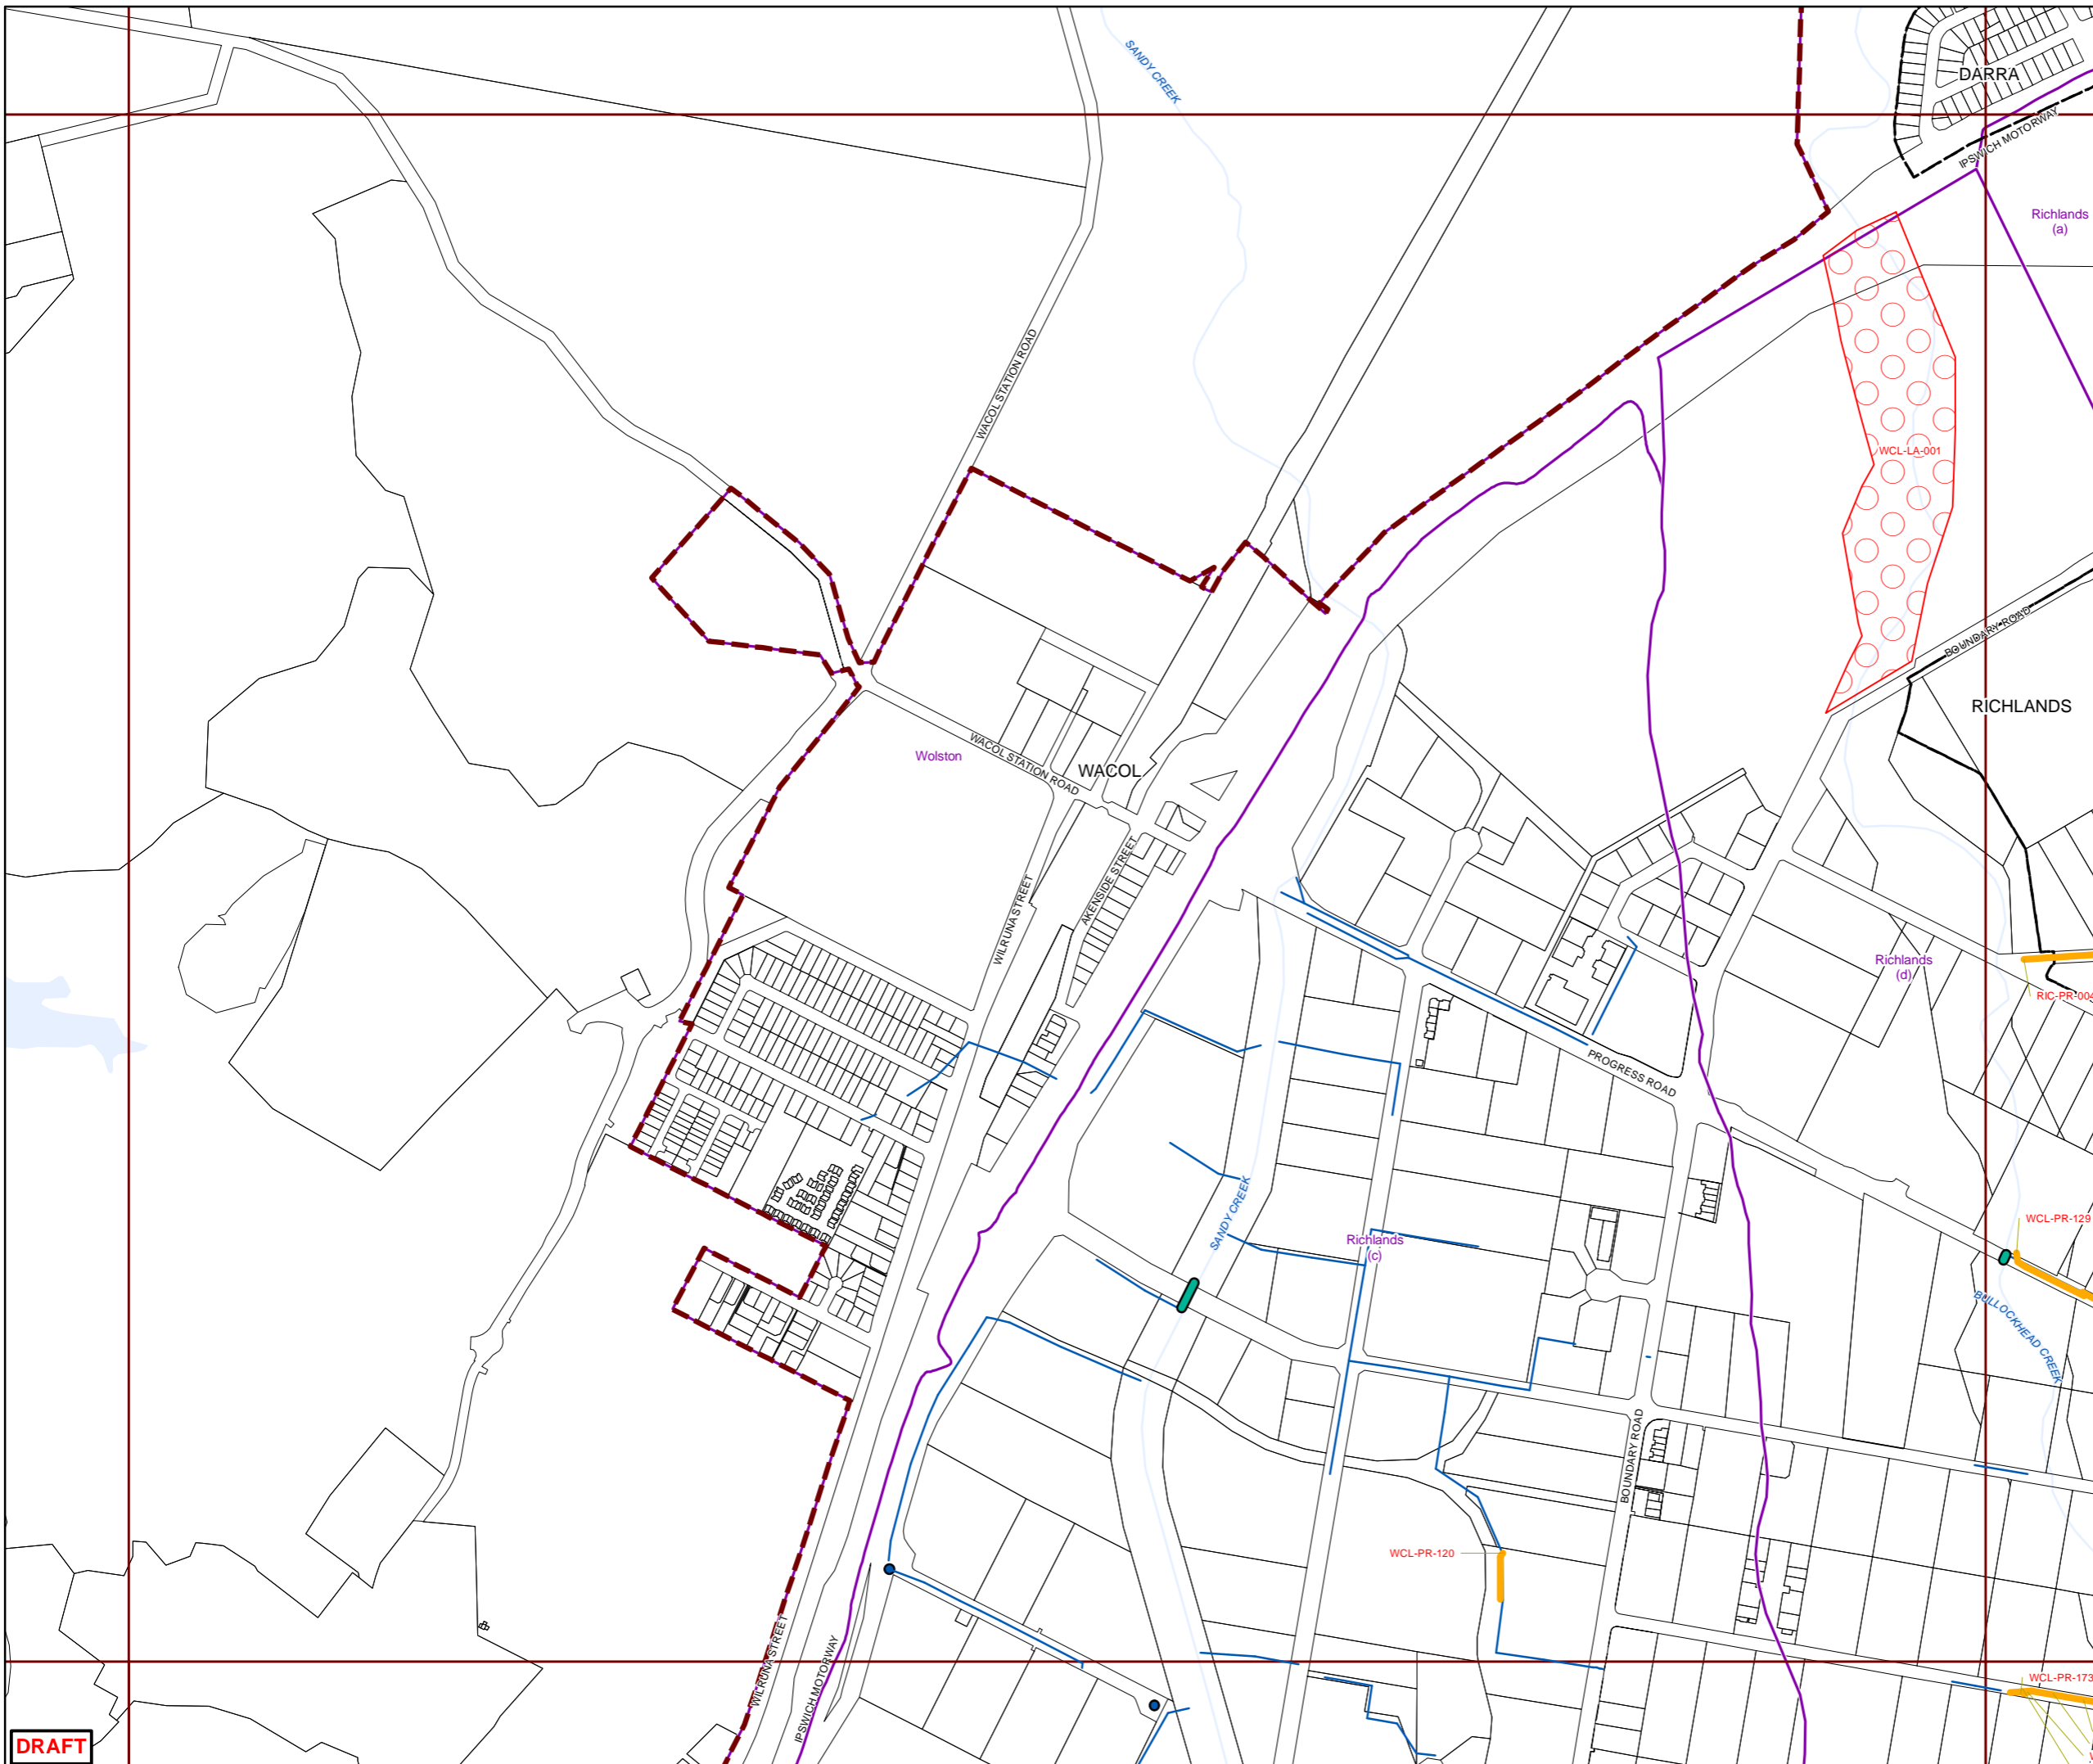 SANDY CREEK
DARRA
IPSWICH MOTORWAY
Richlands
(a)
WACOL STATION ROAD
WCL-LA-001
BOUNDARY ROAD
RICHLANDS
Wolston
WACOL STATION ROAD
WACOL
AKENSIDE STREET
WILRUNA STREET
Richlands
(d)
RIC-PR-004
PROGRESS ROAD
SANDY CREEK
Richlands
(c)
WCL-PR-129
BULLOCKHEAD CREEK
BOUNDARY ROAD
WCL-PR-120
WILRUNA STREET
IPSWICH MOTORWAY
WCL-PR-173
DRAFT